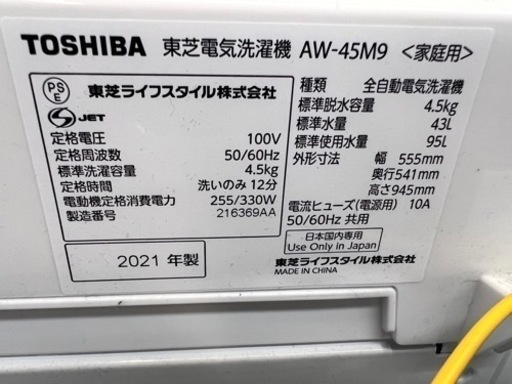 TOSHIBA 東芝電気洗濯機 AW-45M9 <家庭用>
PS E 東芝ライフスタイル株式会社
S JET
定格電圧 100V
定格周波数 50/60Hz
標準洗濯容量 4.5kg
定格時間 洗いのみ 12分
電動機定格消費電力 255/330W
製造番号 216369AA
2021 年製
種類 全自動電気洗濯機
標準脱水容量 4.5kg
標準水量 43L
標準使用水量 95L
外形寸法 幅 555mm
奥行541mm
高さ945mm
電流ヒューズ(電源用) 10A
50/60Hz 共用
日本国内専用
Use Only in Japan
東芝ライフスタイル株式会社
MADE IN CHINA